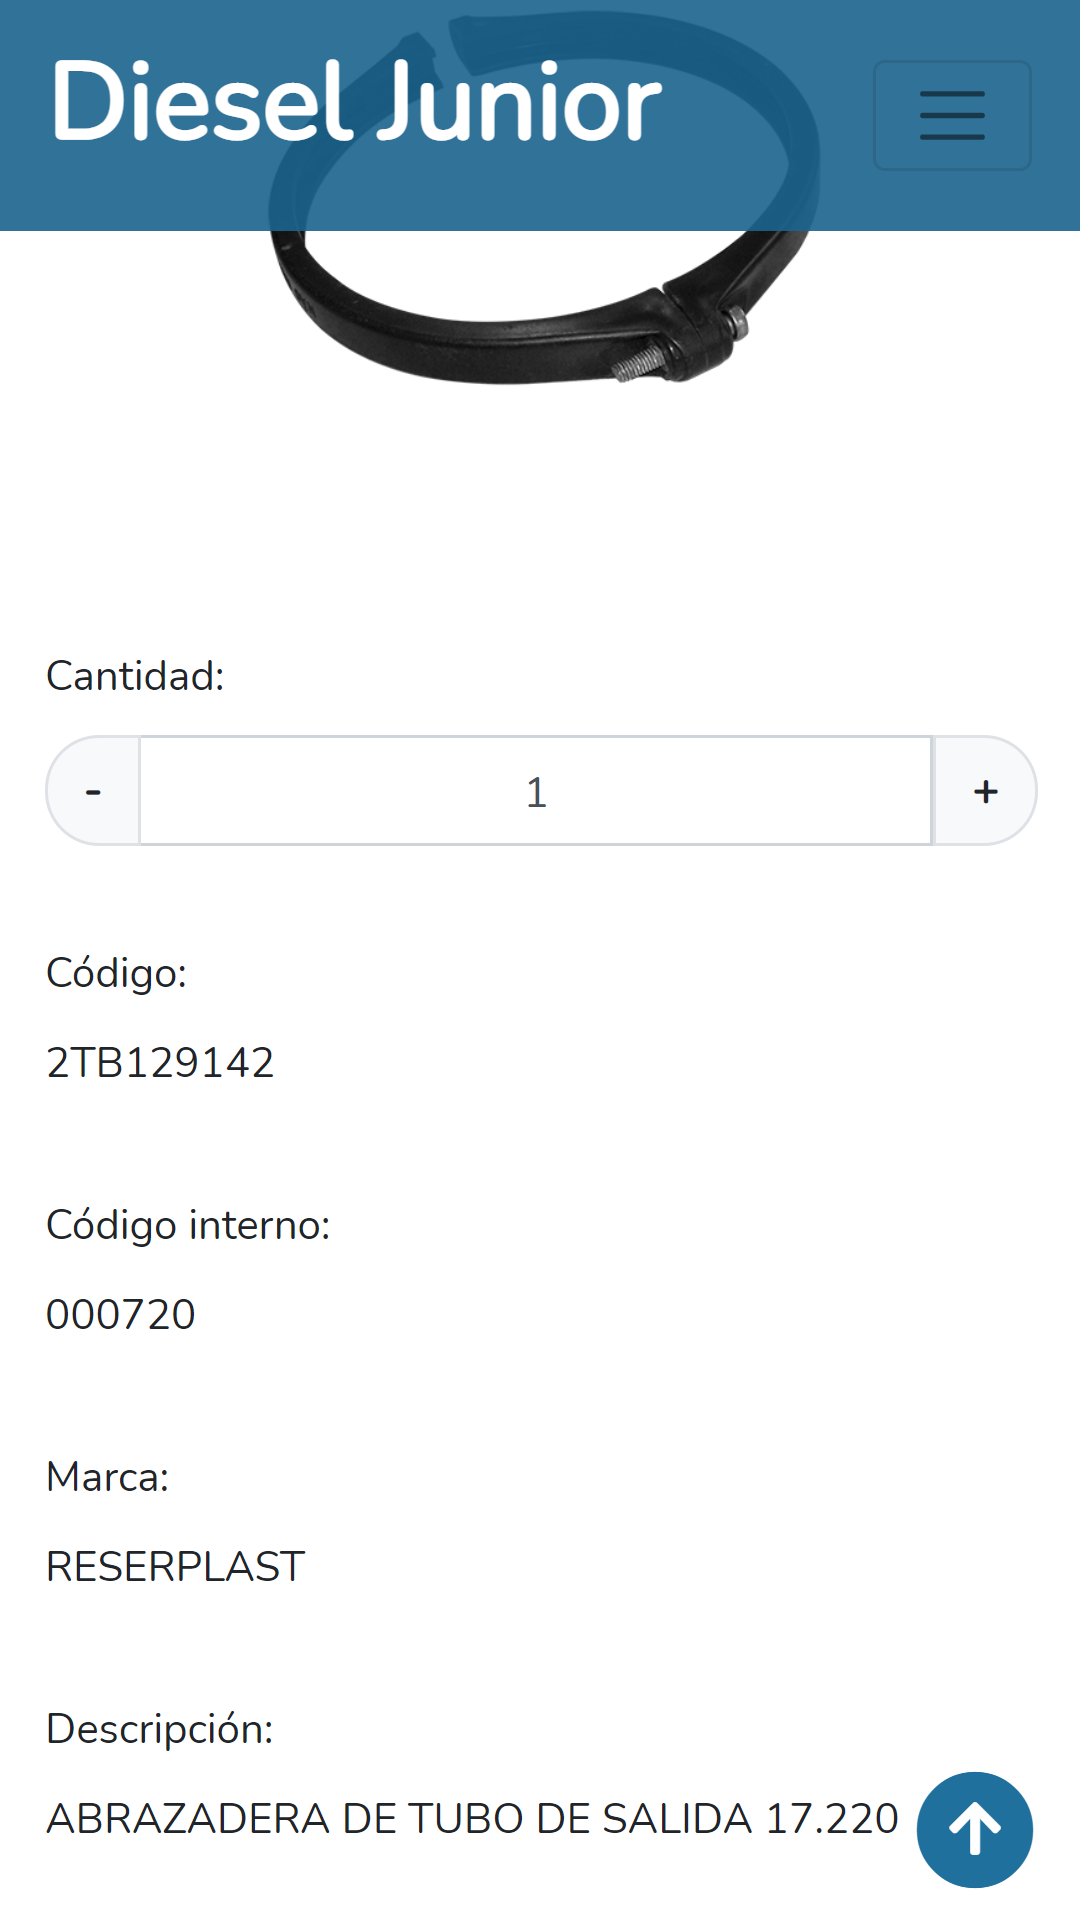 Diesel Junior
Cantidad:
- 1 +
Código:
2TB129142
Código interno:
000720
Marca:
RESERPLAST
Descripción:
ABRAZADERA DE TUBO DE SALIDA 17.220